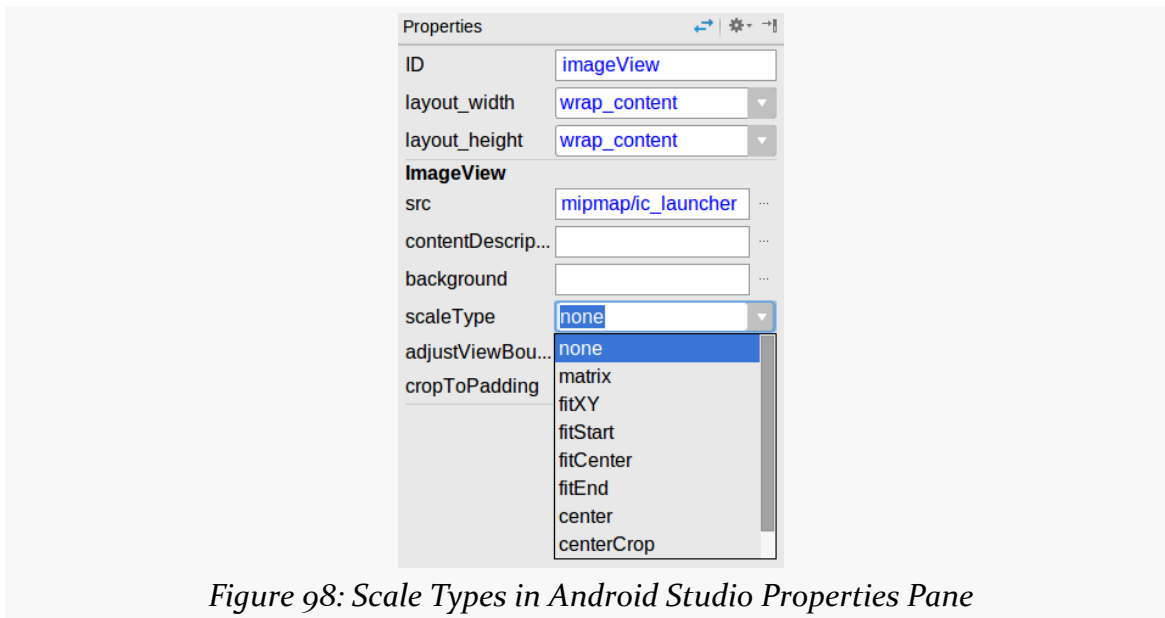 Properties
ID imageView
layout_width wrap_content
layout_height wrap_content
ImageView
src mipmap/ic_launcher ...
contentDescrip... ...
background ...
scaleType none
adjustViewBou... none
matrix
cropToPadding
fitXY
fitStart
fitCenter
fitEnd
center
centerCrop
Figure 98: Scale Types in Android Studio Properties Pane